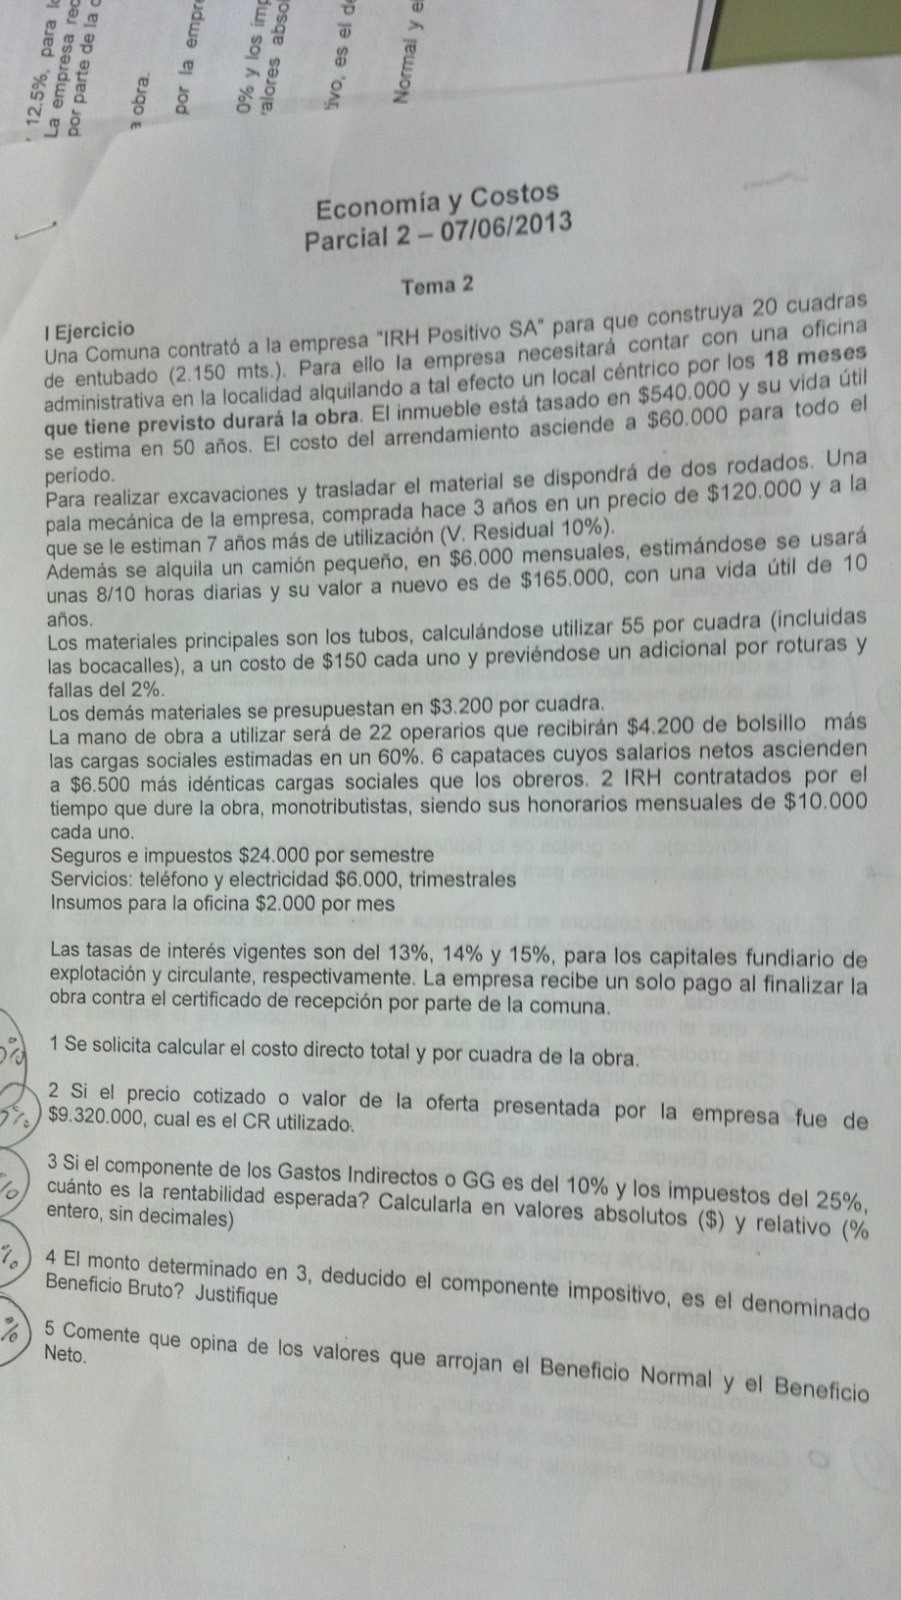 12.5%, para
La empresa rec
por parte de la
a obra.
por la empre
0% y los imp
alores absol
ivo, es el d
Normal y e
Economía y Costos
Parcial 2 – 07/06/2013
Tema 2
I Ejercicio
Una Comuna contrató a la empresa "IRH Positivo SA" para que construya 20 cuadras
de entubado (2.150 mts.). Para ello la empresa necesitará contar con una oficina
administrativa en la localidad alquilando a tal efecto un local céntrico por los 18 meses
que tiene previsto durará la obra. El inmueble está tasado en $540.000 y su vida útil
se estima en 50 años. El costo del arrendamiento asciende a $60.000 para todo el
período.
Para realizar excavaciones y trasladar el material se dispondrá de dos rodados. Una
pala mecánica de la empresa, comprada hace 3 años en un precio de $120.000 y a la
que se le estiman 7 años más de utilización (V. Residual 10%).
Además se alquila un camión pequeño, en $6.000 mensuales, estimándose se usará
unas 8/10 horas diarias y su valor a nuevo es de $165.000, con una vida útil de 10
años.
Los materiales principales son los tubos, calculándose utilizar 55 por cuadra (incluidas
las bocacalles), a un costo de $150 cada uno y previéndose un adicional por roturas y
fallas del 2%.
Los demás materiales se presupuestan en $3.200 por cuadra.
La mano de obra a utilizar será de 22 operarios que recibirán $4.200 de bolsillo más
las cargas sociales estimadas en un 60%. 6 capataces cuyos salarios netos ascienden
a $6.500 más idénticas cargas sociales que los obreros. 2 IRH contratados por el
tiempo que dure la obra, monotributistas, siendo sus honorarios mensuales de $10.000
cada uno.
Seguros e impuestos $24.000 por semestre
Servicios: teléfono y electricidad $6.000, trimestrales
Insumos para la oficina $2.000 por mes
Las tasas de interés vigentes son del 13%, 14% y 15%, para los capitales fundiario de
explotación y circulante, respectivamente. La empresa recibe un solo pago al finalizar la
obra contra el certificado de recepción por parte de la comuna.
1 Se solicita calcular el costo directo total y por cuadra de la obra.
2 Si el precio cotizado o valor de la oferta presentada por la empresa fue de
$9.320.000, cual es el CR utilizado.
3 Si el componente de los Gastos Indirectos o GG es del 10% y los impuestos del 25%,
cuánto es la rentabilidad esperada? Calcularla en valores absolutos ($) y relativo (%
entero, sin decimales)
4 El monto determinado en 3, deducido el componente impositivo, es el denominado
Beneficio Bruto? Justifique
5 Comente que opina de los valores que arrojan el Beneficio Normal y el Beneficio
Neto.